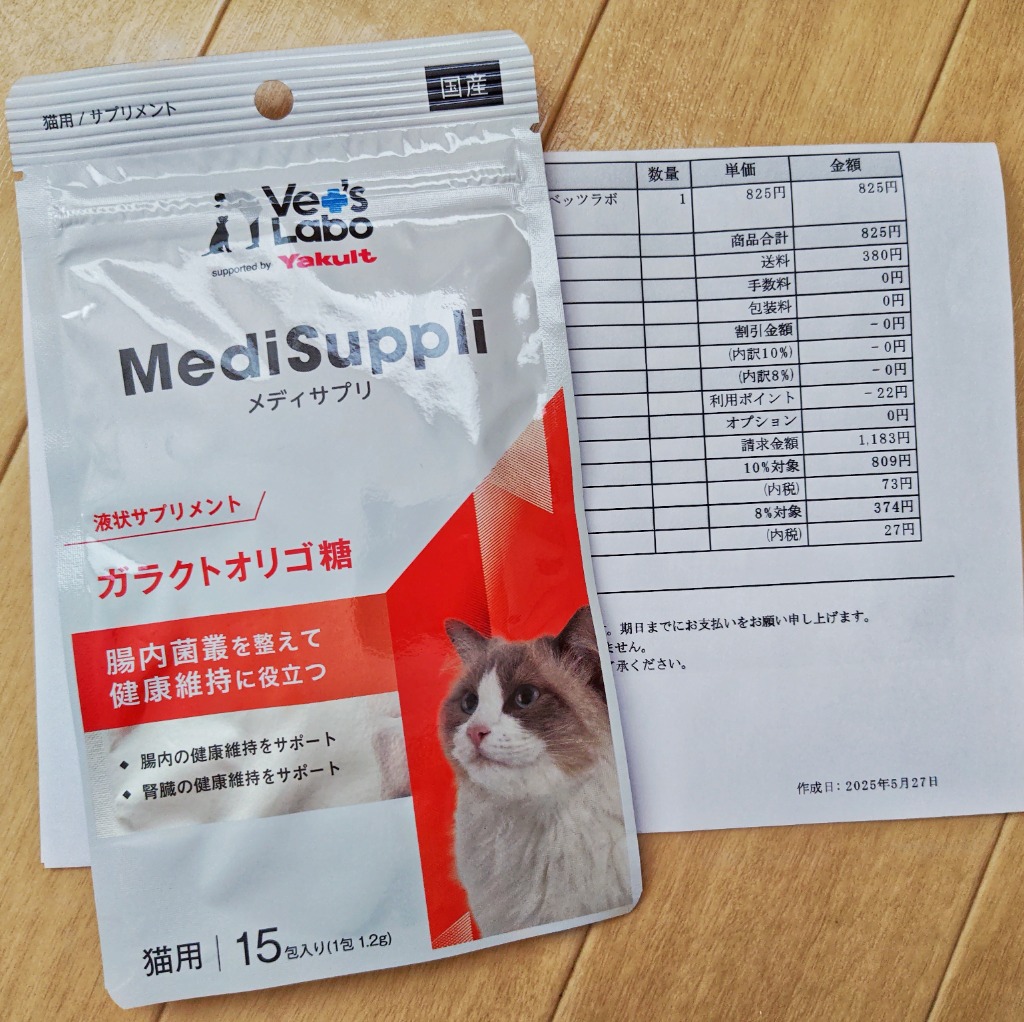 猫用/サプリメント
国産
Vet's
Labo
supported by Yakult
MediSuppli
メディサプリ
液状サプリメント
ガラクトオリゴ糖
腸内菌叢を整えて
健康維持に役立つ
◆ 腸内の健康維持をサポート
◆ 腎臓の健康維持をサポート
猫用 | 15包入り(1包 1.2g)
数量 単価 金額
ベッツラボ 1 825円 825円
商品合計 825円
送料 380円
手数料 0円
包装料 0円
割引金額 -0円
(内訳10%) -0円
(内訳8%) -0円
利用ポイント -22円
オプション 0円
請求金額 1,183円
10%対象 809円
(内税) 73円
8%対象 374円
(内税) 27円
。期日までにお支払いをお願い申し上げます。
ません。
了承ください。
作成日: 2025年5月27日